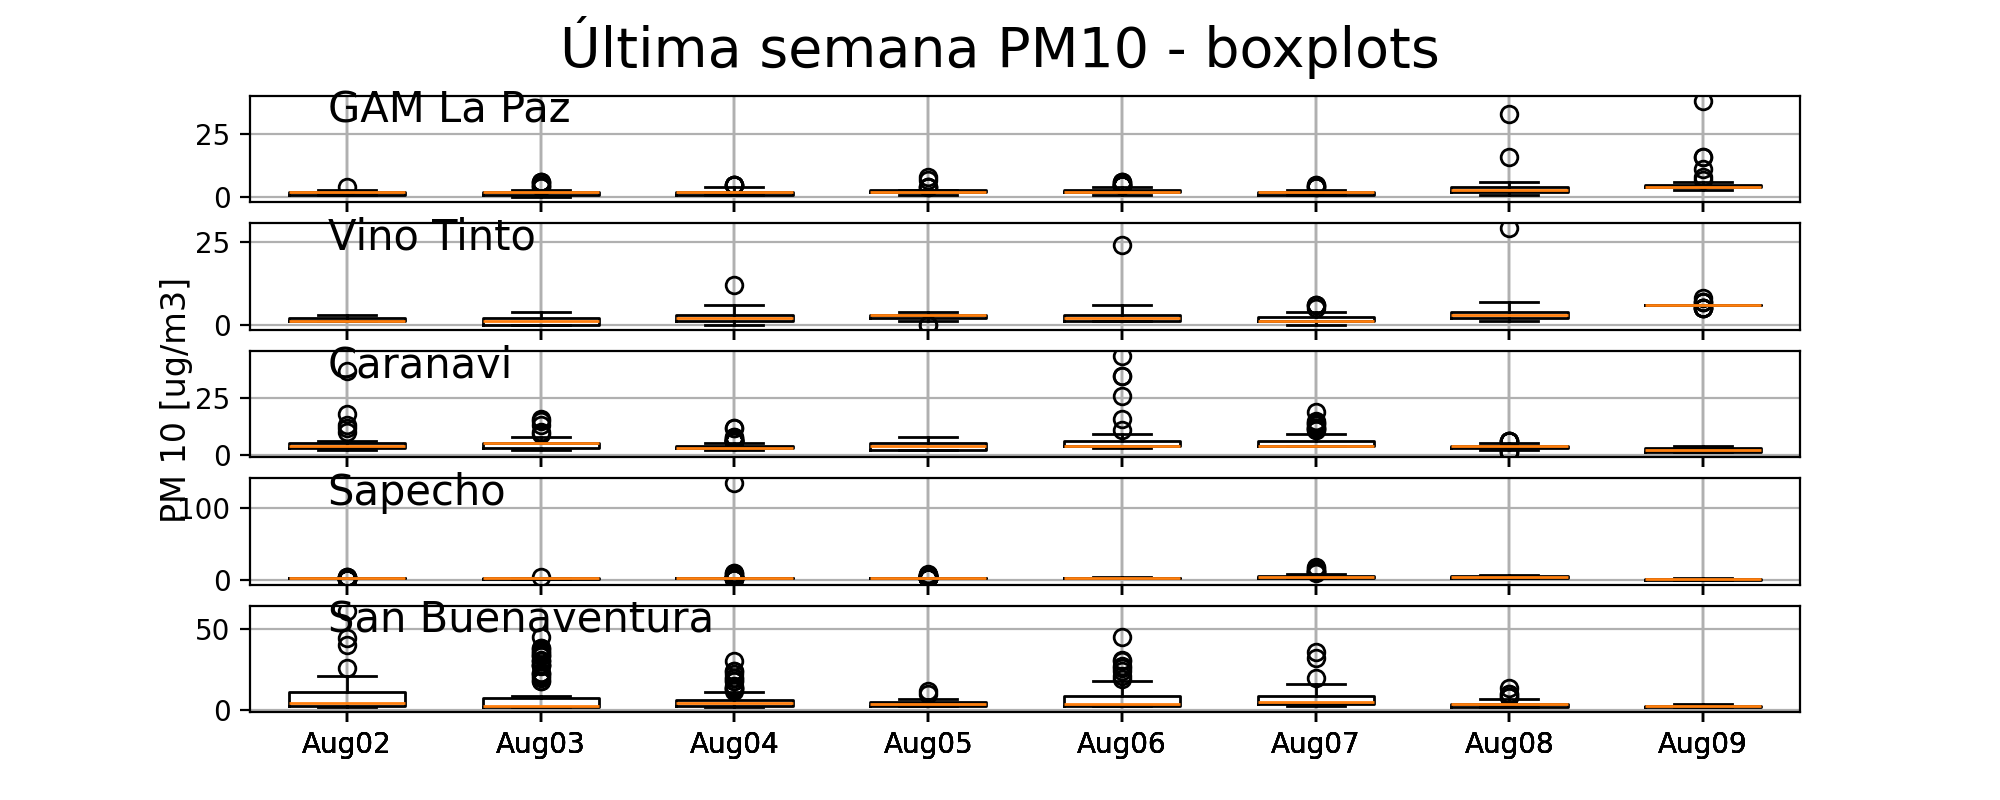 Última semana PM10 - boxplots
GAM La Paz
25
0
Vino Tinto
25
0
PM 10 [ug/m3]
Caranavi
25
0
Sapecho
100
0
San Buenaventura
50
0
Aug02 Aug03 Aug04 Aug05 Aug06 Aug07 Aug08 Aug09